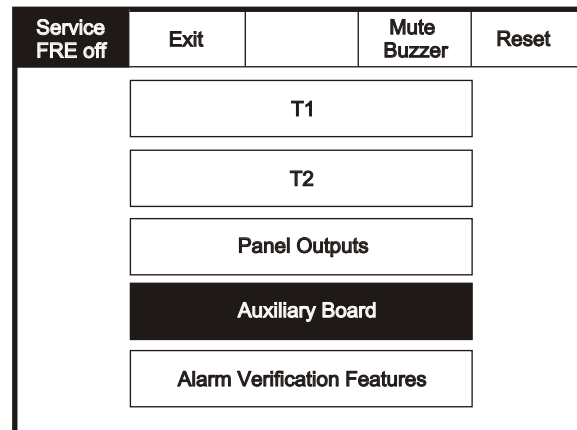 Service
FRE off
Exit
Mute
Buzzer
Reset
T1
T2
Panel Outputs
Auxiliary Board
Alarm Verification Features